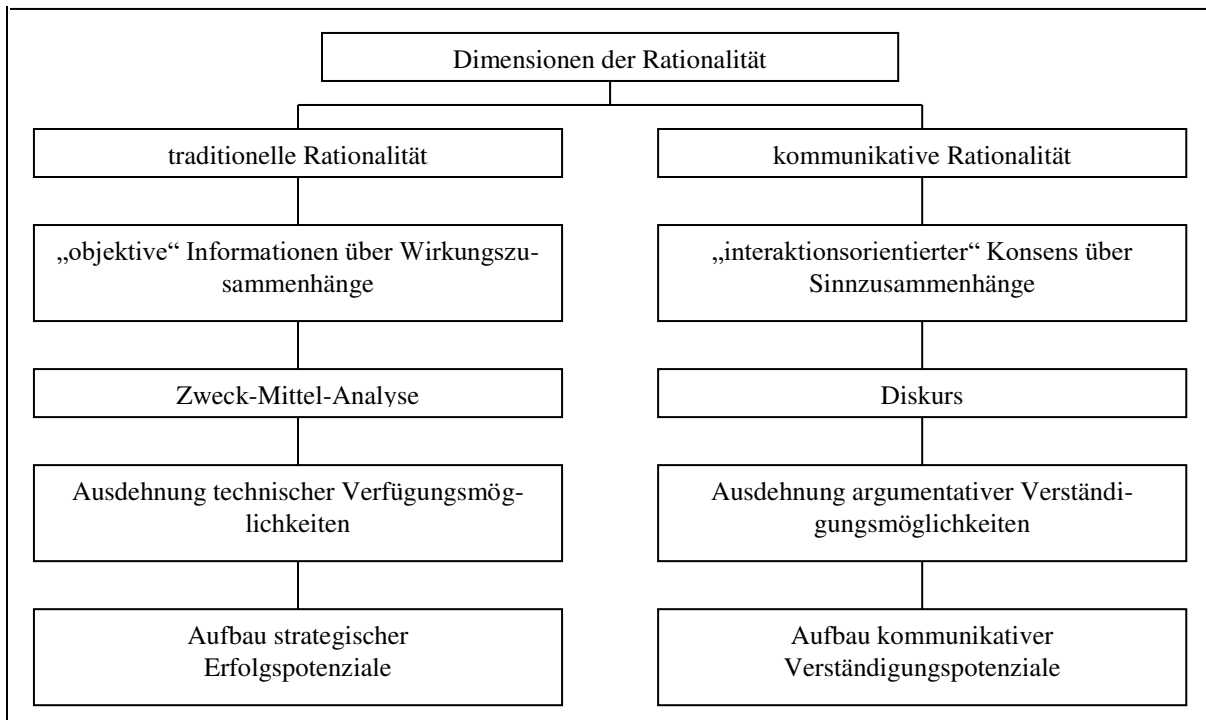 Dimensionen der Rationalität
traditionelle Rationalität
„objektive“ Informationen über Wirkungszu-
sammenhänge
Zweck-Mittel-Analyse
Ausdehnung technischer Verfügungsmög-
lichkeiten
Aufbau strategischer
Erfolgspotenziale
kommunikative Rationalität
„interaktionsorientierter“ Konsens über
Sinnzusammenhänge
Diskurs
Ausdehnung argumentativer Verständi-
gungsmöglichkeiten
Aufbau kommunikativer
Verständigungspotenziale